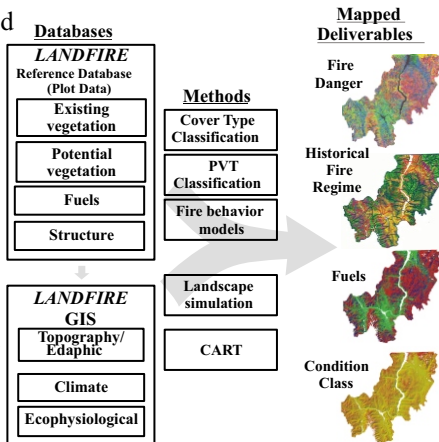 d
Databases
LANDFIRE
Reference Database
(Plot Data)
Existing
vegetation
Potential
vegetation
Fuels
Structure
LANDFIRE
GIS
Topography/
Edaphic
Climate
Ecophysiological
Methods
Cover Type
Classification
PVT
Classification
Fire behavior
models
Landscape
simulation
CART
Mapped
Deliverables
Fire
Danger
Historical
Fire
Regime
Fuels
Condition
Class